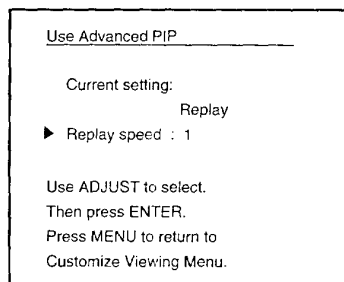 Use Advanced PIP
Current setting:
Replay
▶ Replay speed : 1
Use ADJUST to select.
Then press ENTER.
Press MENU to return to
Customize Viewing Menu.